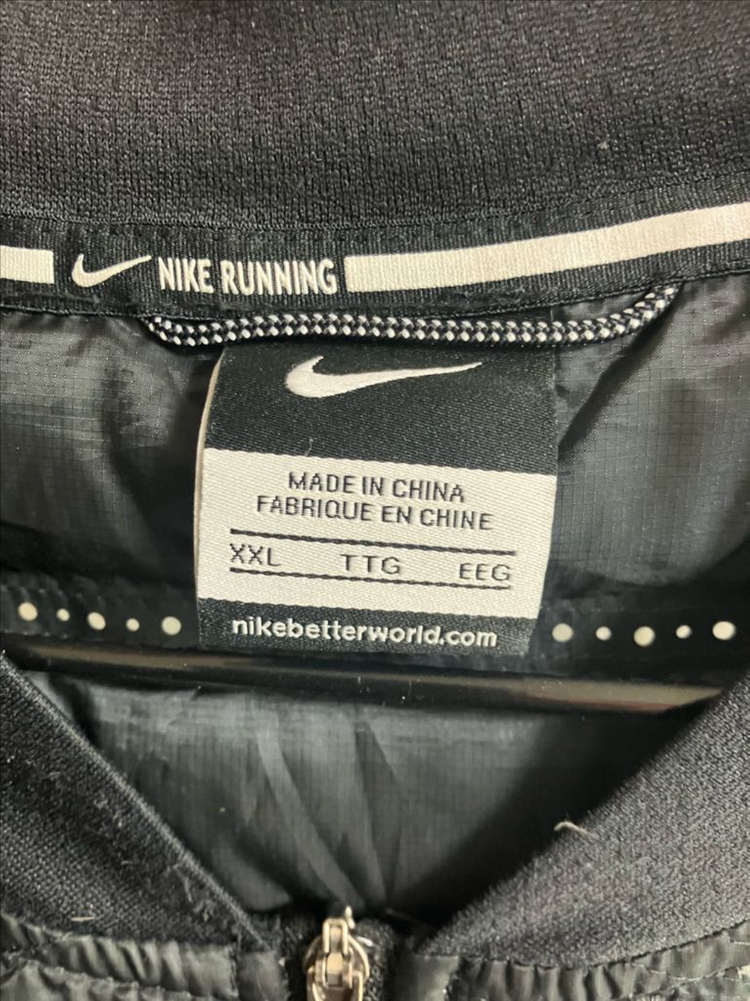 NIKE RUNNING
MADE IN CHINA
FABRIQUE EN CHINE
XXL TTG EEG
nikebetterworld.com